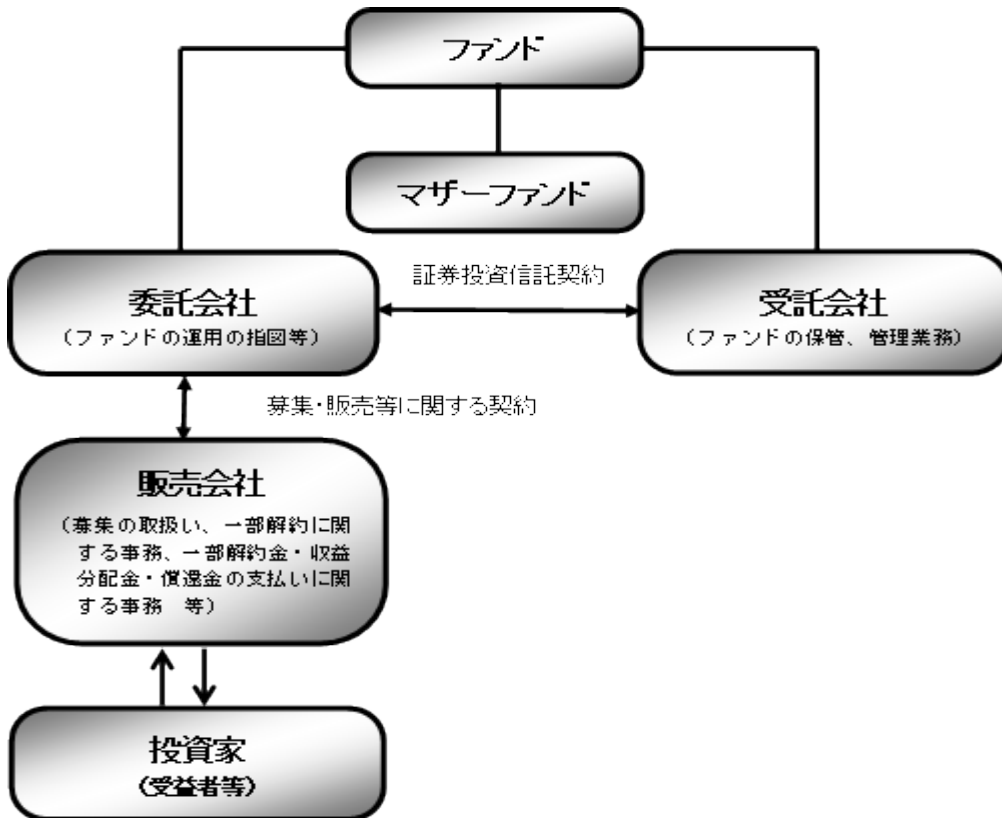 ファンド
マザーファンド
証券投資信託契約
委託会社
(ファンドの運用の指図等)
受託会社
(ファンドの保管、管理業務)
募集・販売等に関する契約
販売会社
(募集の取扱い、一部解約に関
する事務、一部解約金・収益
分配金・償還金の支払いに関
する事務　等)
投資家
(受益者等)